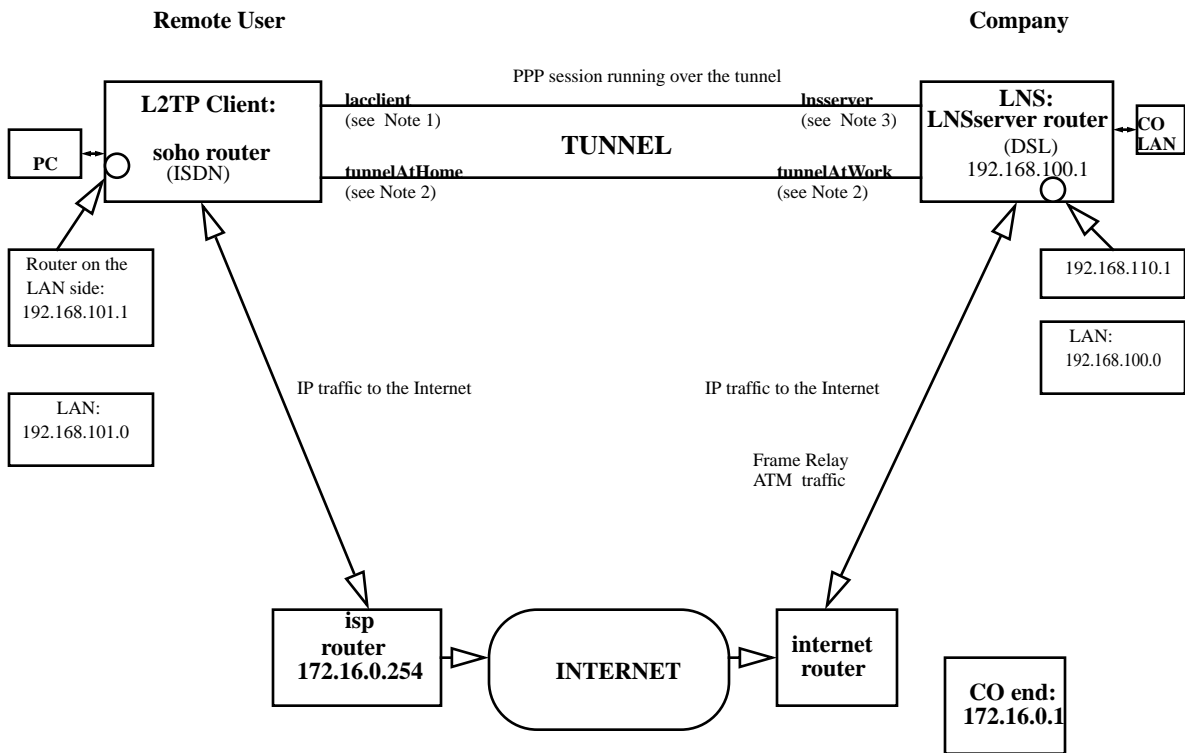 Remote User
Company
PPP session running over the tunnel
L2TP Client:
soho router
(ISDN)
PC
lacclient
(see Note 1)
lnsserver
(see Note 3)
TUNNEL
tunnelAtHome
(see Note 2)
tunnelAtWork
(see Note 2)
LNS:
LNSserver router
(DSL)
192.168.100.1
CO
LAN
Router on the
LAN side:
192.168.101.1
192.168.110.1
LAN:
192.168.100.0
LAN:
192.168.101.0
IP traffic to the Internet
IP traffic to the Internet
Frame Relay
ATM traffic
isp
router
172.16.0.254
INTERNET
internet
router
CO end:
172.16.0.1